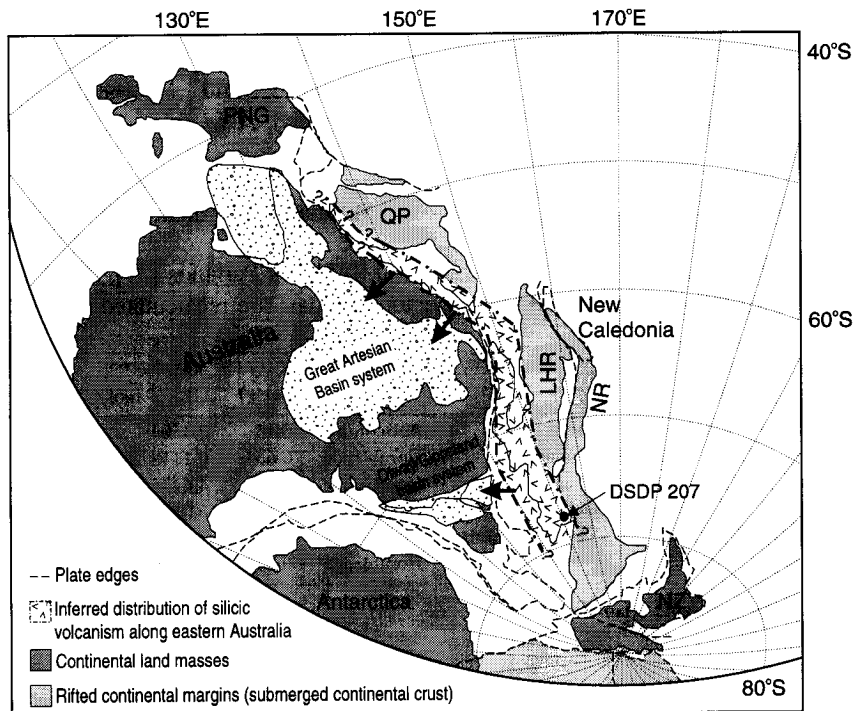 130°E 150°E 170°E
40°S
PNG
QP
?
?
?
New
Caledonia
60°S
Australia
Great Artesian
Basin system
LHR
NR
Otway/Gippsland
Basin system
DSDP 207
Antarctica
NZ
80°S
Plate edges
Inferred distribution of silicic
volcanism along eastern Australia
Continental land masses
Rifted continental margins (submerged continental crust)